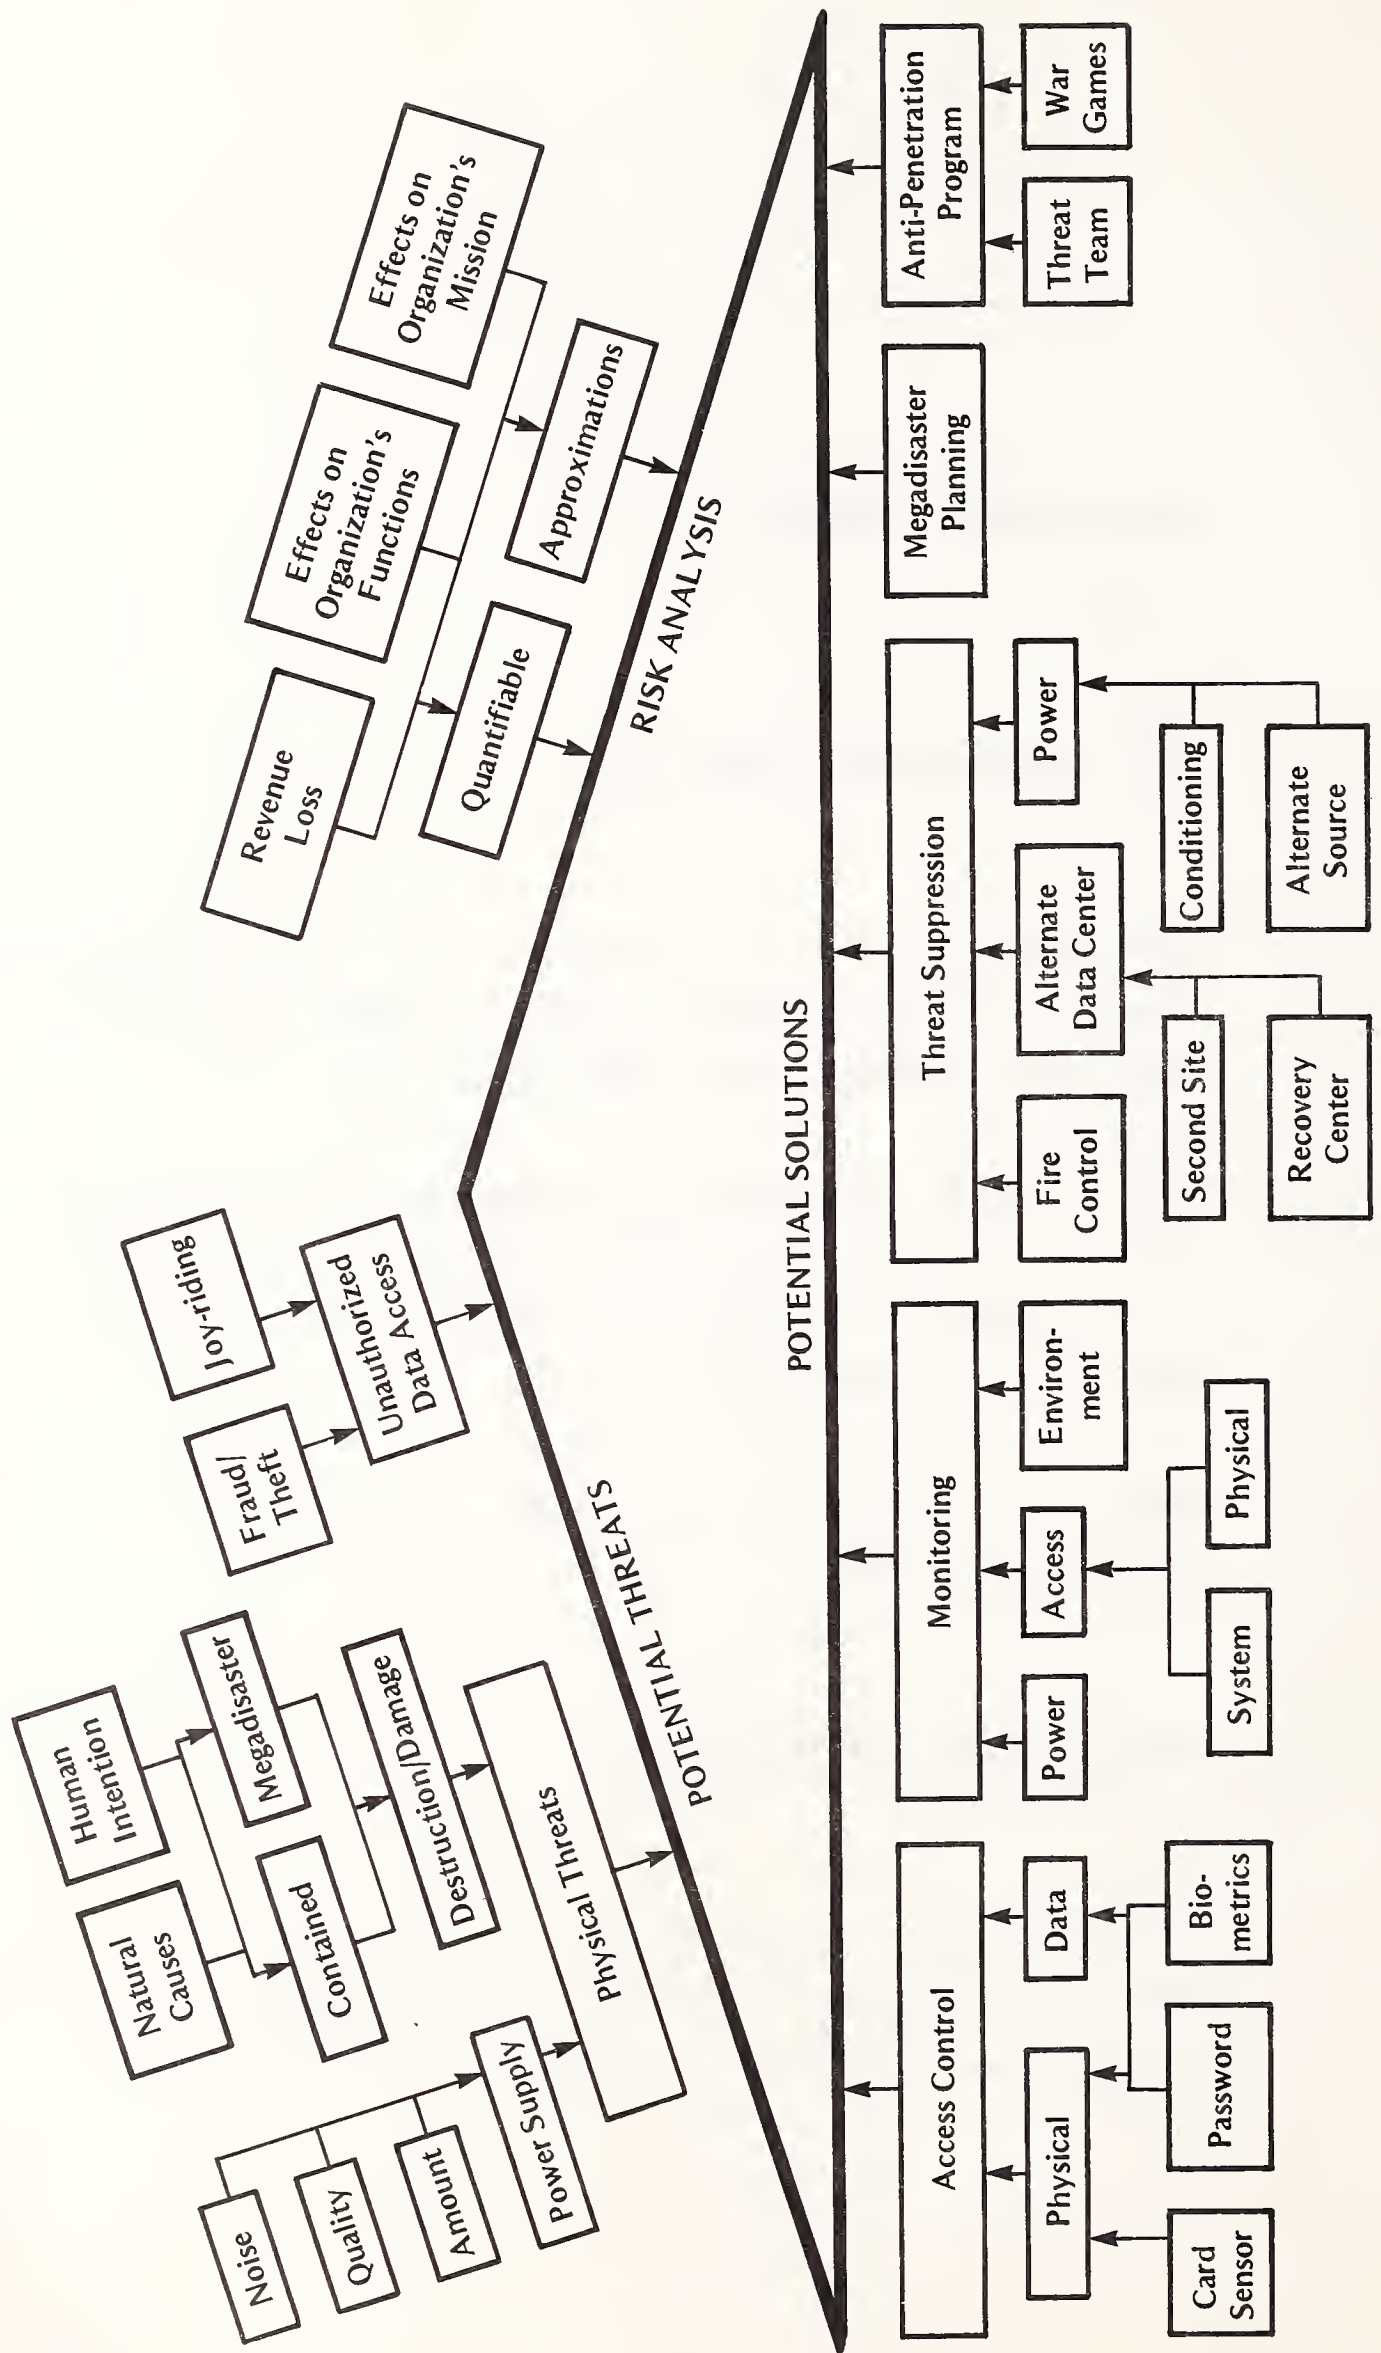 Noise
Quality
Amount
Power Supply
Natural
Causes
Human
Intention
Contained
Megadisaster
Destruction/Damage
Physical Threats
Fraud/
Theft
Joy-riding
Unauthorized
Data Access
POTENTIAL THREATS
Revenue
Loss
Effects on
Organization's
Functions
Effects on
Organization's
Mission
Quantifiable
Approximations
RISK ANALYSIS
POTENTIAL SOLUTIONS
Access Control
Physical
Data
Card
Sensor
Password
Bio-
metrics
Monitoring
Power
Access
Environ-
ment
System
Physical
Threat Suppression
Fire
Control
Alternate
Data Center
Power
Second Site
Recovery
Center
Conditioning
Alternate
Source
Megadisaster
Planning
Anti-Penetration
Program
Threat
Team
War
Games